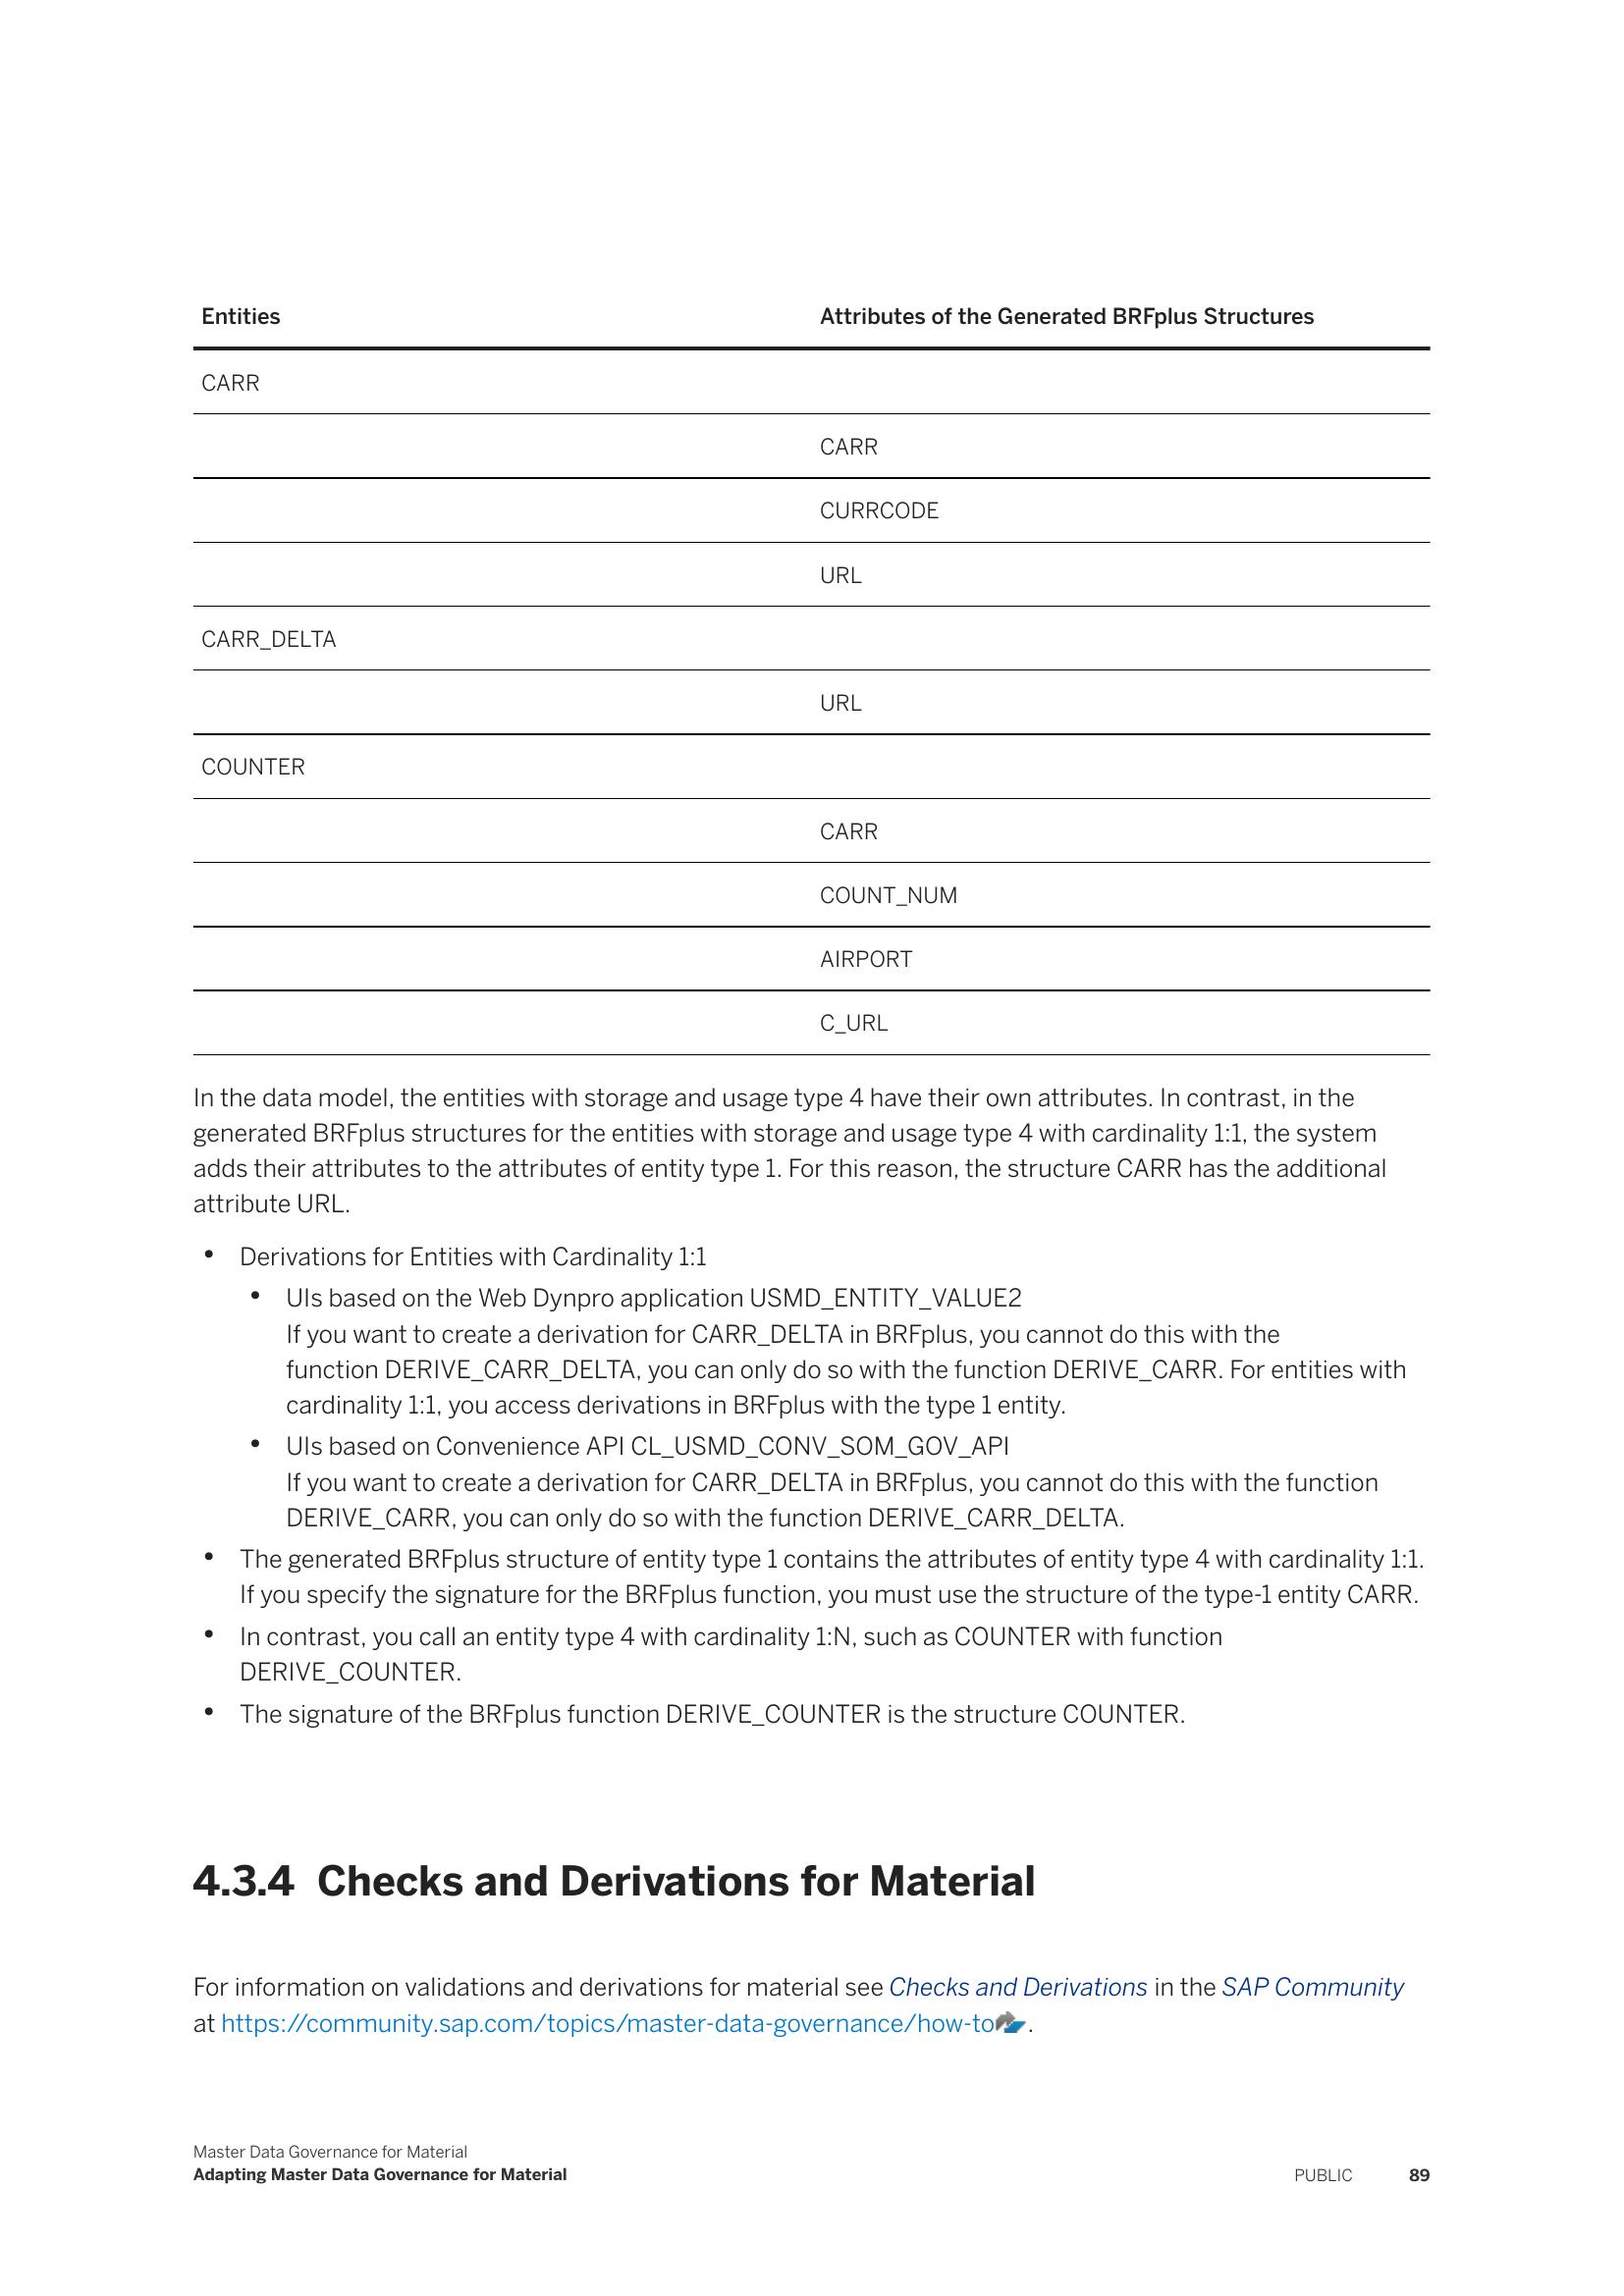 Entities Attributes of the Generated BRFplus Structures
CARR
CARR
CURRCODE
URL
CARR_DELTA
URL
COUNTER
CARR
COUNT_NUM
AIRPORT
C_URL
In the data model, the entities with storage and usage type 4 have their own attributes. In contrast, in the
generated BRFplus structures for the entities with storage and usage type 4 with cardinality 1:1, the system
adds their attributes to the attributes of entity type 1. For this reason, the structure CARR has the additional
attribute URL.
• Derivations for Entities with Cardinality 1:1
• UIs based on the Web Dynpro application USMD_ENTITY_VALUE2
If you want to create a derivation for CARR_DELTA in BRFplus, you cannot do this with the
function DERIVE_CARR_DELTA, you can only do so with the function DERIVE_CARR. For entities with
cardinality 1:1, you access derivations in BRFplus with the type 1 entity.
• UIs based on Convenience API CL_USMD_CONV_SOM_GOV_API
If you want to create a derivation for CARR_DELTA in BRFplus, you cannot do this with the function
DERIVE_CARR, you can only do so with the function DERIVE_CARR_DELTA.
• The generated BRFplus structure of entity type 1 contains the attributes of entity type 4 with cardinality 1:1.
If you specify the signature for the BRFplus function, you must use the structure of the type-1 entity CARR.
• In contrast, you call an entity type 4 with cardinality 1:N, such as COUNTER with function
DERIVE_COUNTER.
• The signature of the BRFplus function DERIVE_COUNTER is the structure COUNTER.
4.3.4 Checks and Derivations for Material
For information on validations and derivations for material see Checks and Derivations in the SAP Community
at https://community.sap.com/topics/master-data-governance/how-to.
Master Data Governance for Material
Adapting Master Data Governance for Material PUBLIC 89